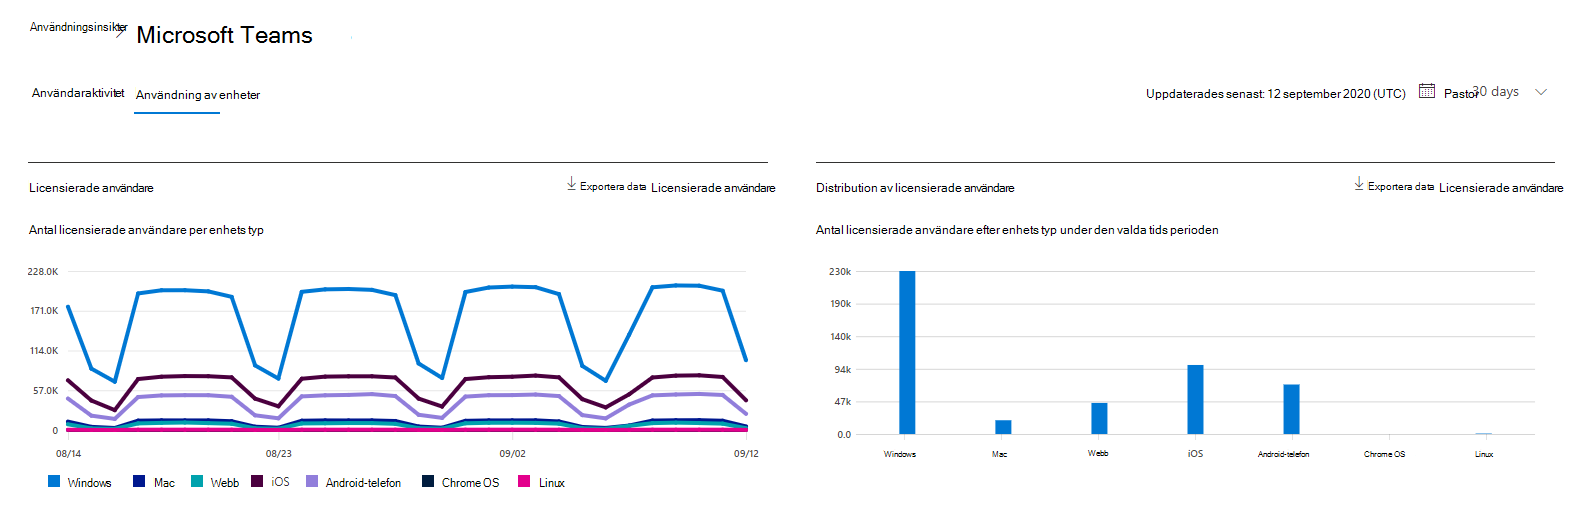 Användningsinsikter
Microsoft Teams
Användaraktivitet Användning av enheter
Uppdaterades senast: 12 september 2020 (UTC) Pastor 30 days
Licensierade användare Exportera data Licensierade användare
Antal licensierade användare per enhets typ
228.0K
171.0K
114.0K
57.0K
0
08/14 08/23 09/02 09/12
Windows Mac Webb iOS Android-telefon Chrome OS Linux
Distribution av licensierade användare Exportera data Licensierade användare
Antal licensierade användare efter enhets typ under den valda tids perioden
230k
190k
140k
94k
47k
0.0
Windows Mac Webb iOS Android-telefon Chrome OS Linux